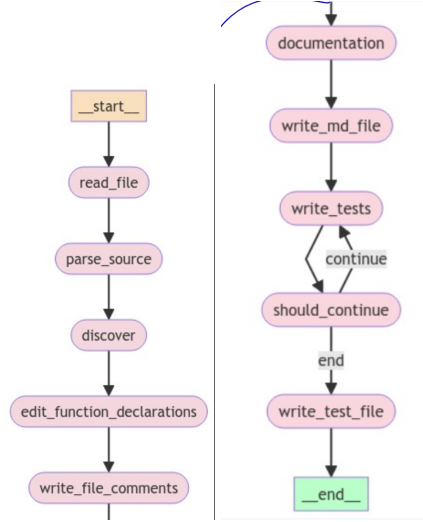 __start__
read_file
parse_source
discover
edit_function_declarations
write_file_comments
documentation
write_md_file
write_tests
continue
should_continue
end
write_test_file
__end__